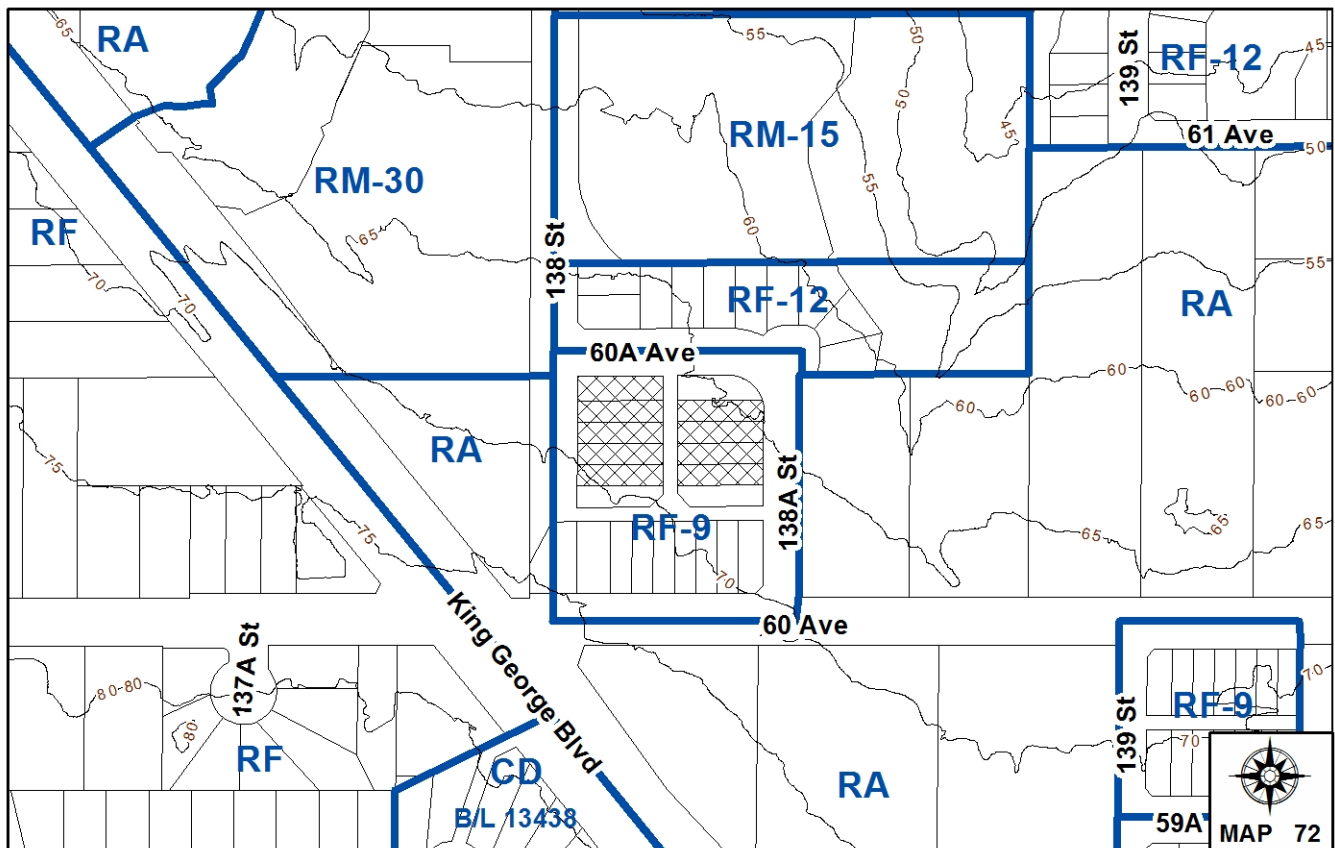 65
RA
55
50
139 St
RF-12
45
50
RM-15
45
61 Ave
50
RM-30
55
RF
65
60
138 St
70
70
55
RF-12
RA
60A Ave
60
60
60
60
60
60
RA
75
138A St
RF-9
75
65
65
65
70
King George Blvd
60 Ave
137A St
80
80
70
80
RF
139 St
RF-9
70
CD
B/L 13438
RA
59A
MAP 72